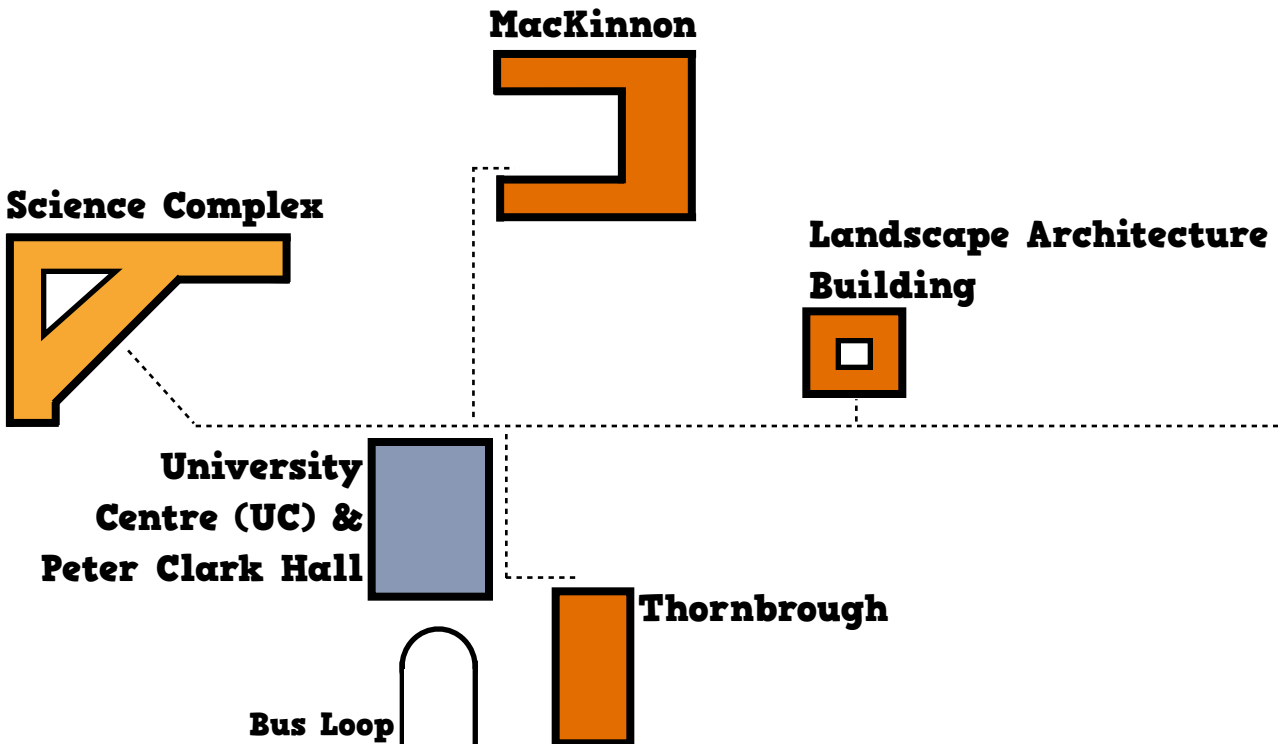 MacKinnon
Science Complex
Landscape Architecture
Building
University
Centre (UC) &
Peter Clark Hall
Thornbrough
Bus Loop